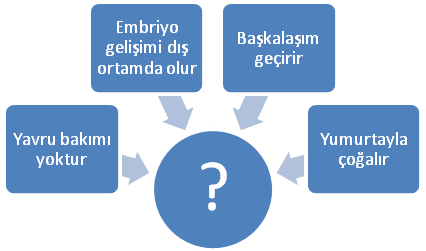 Embriyo
gelişimi dış
ortamda olur
Başkalaşım
geçirir
Yavru bakımı
yoktur
Yumurtayla
çoğalır
?